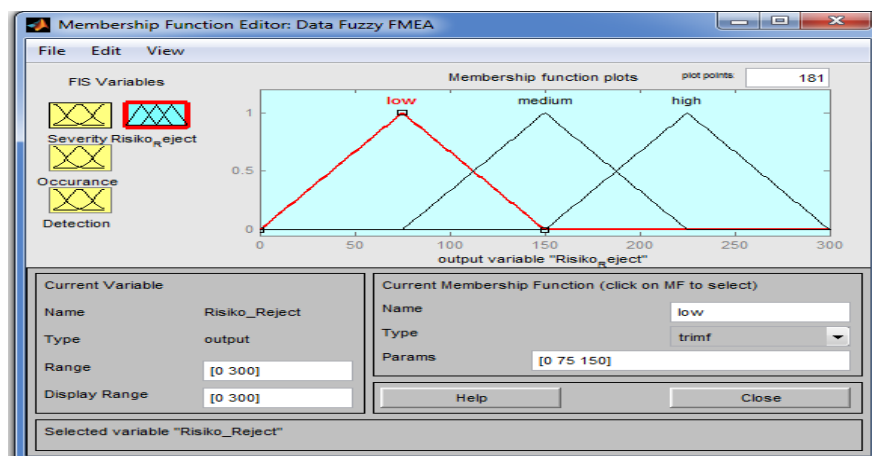 Membership Function Editor: Data Fuzzy FMEA
File Edit View
FIS Variables
Severity
Risiko_Reject
Occurance
Detection
Membership function plots
plot points:
181
low
medium
high
1
0.5
0
0 50 100 150 200 250 300
output variable "Risiko_Reject"
Current Variable
Name Risiko_Reject
Type output
Range [0 300]
Display Range [0 300]
Current Membership Function (click on MF to select)
Name low
Type trimf
Params [0 75 150]
Help
Close
Selected variable "Risiko_Reject"